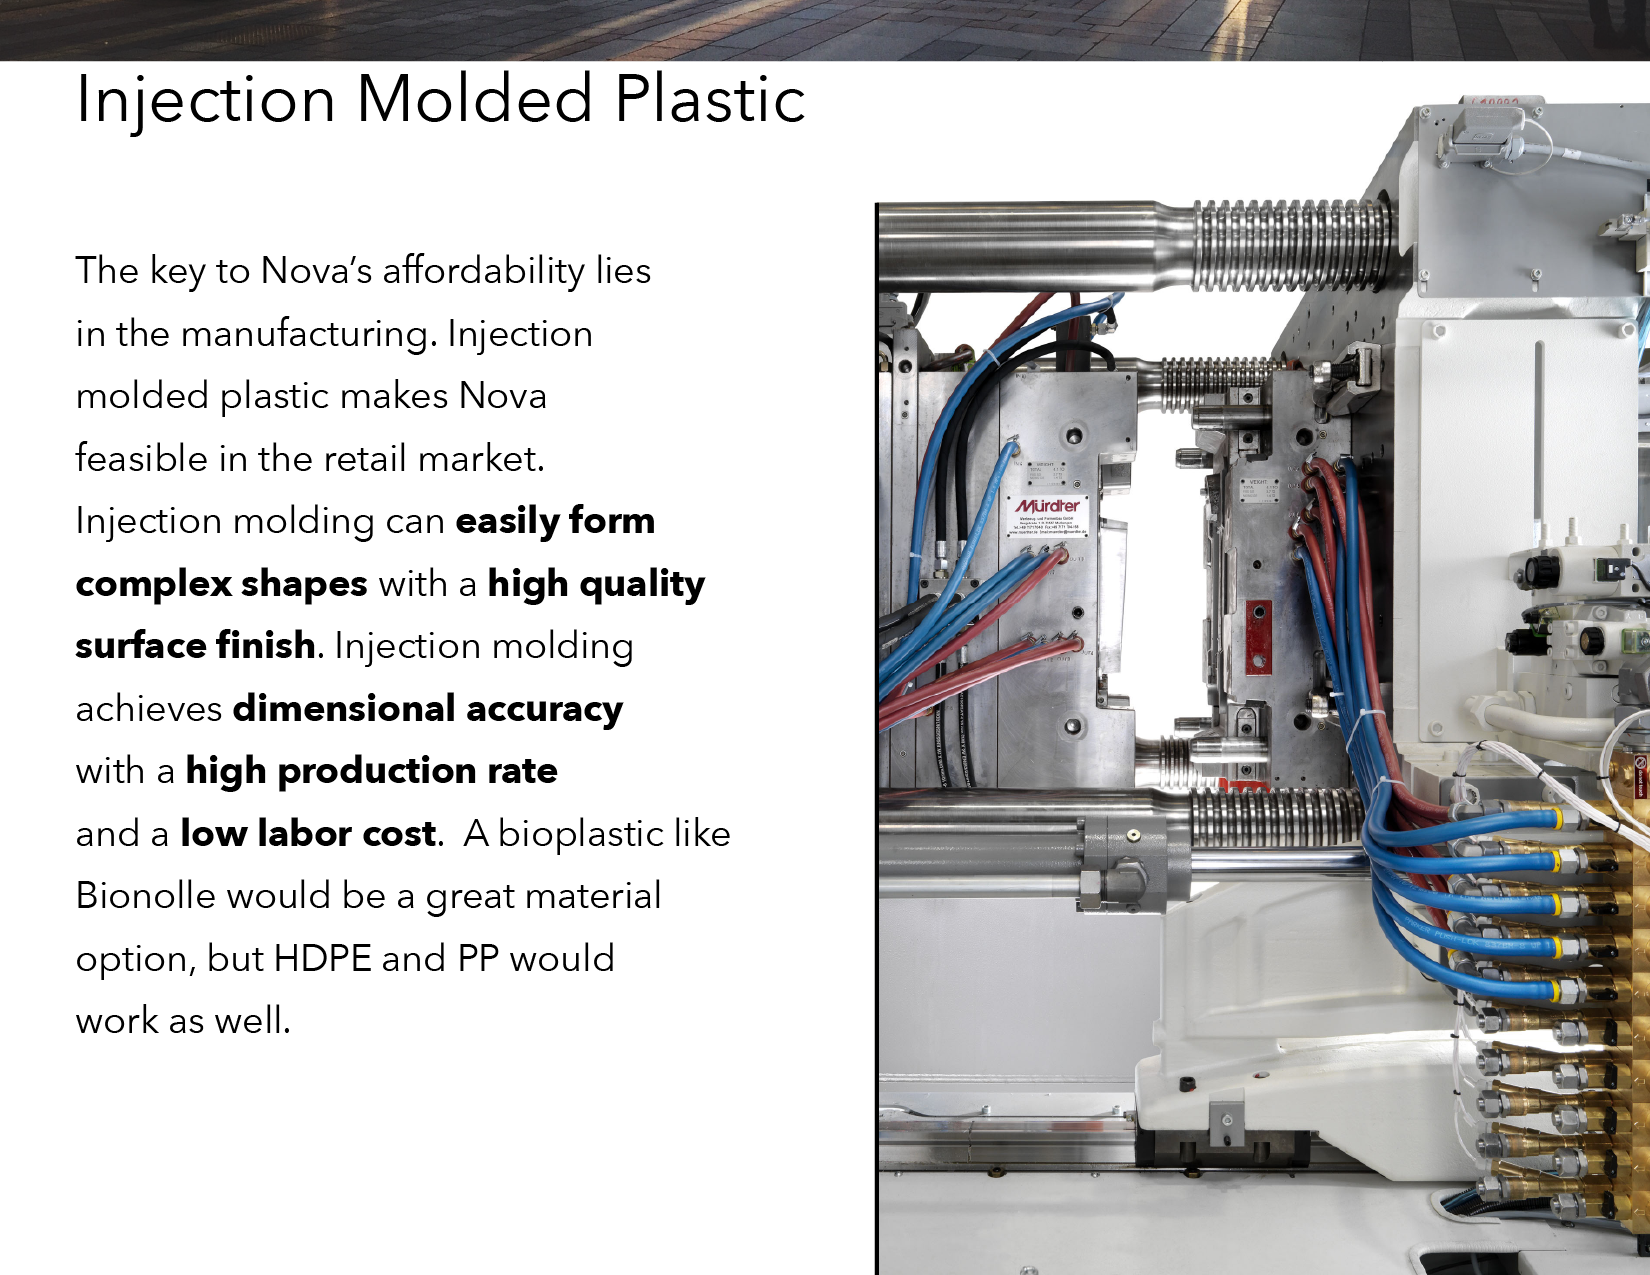 Injection Molded Plastic
The key to Nova's affordability lies
in the manufacturing. Injection
molded plastic makes Nova
feasible in the retail market.
Injection molding can easily form
complex shapes with a high quality
surface finish. Injection molding
achieves dimensional accuracy
with a high production rate
and a low labor cost.  A bioplastic like
Bionolle would be a great material
option, but HDPE and PP would
work as well.
WEIGHT
WEIGHT
Mürdter